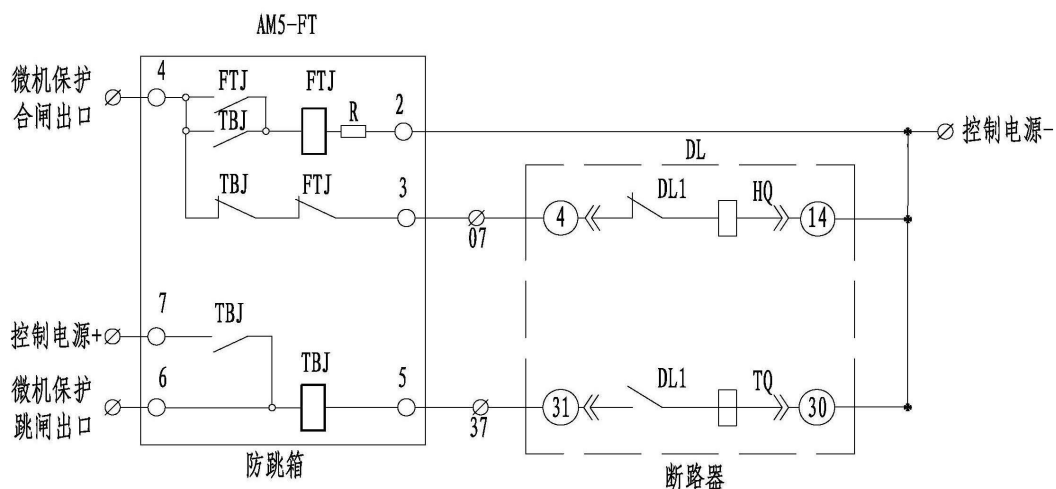 AM5-FT
微机保护
合闸出口
4
FTJ
FTJ
TBJ
R
2
控制电源-
DL
TBJ
FTJ
3
07
4
DL1
HQ
14
7
控制电源+
TBJ
微机保护
跳闸出口
6
TBJ
5
37
31
DL1
TQ
30
防跳箱
断路器